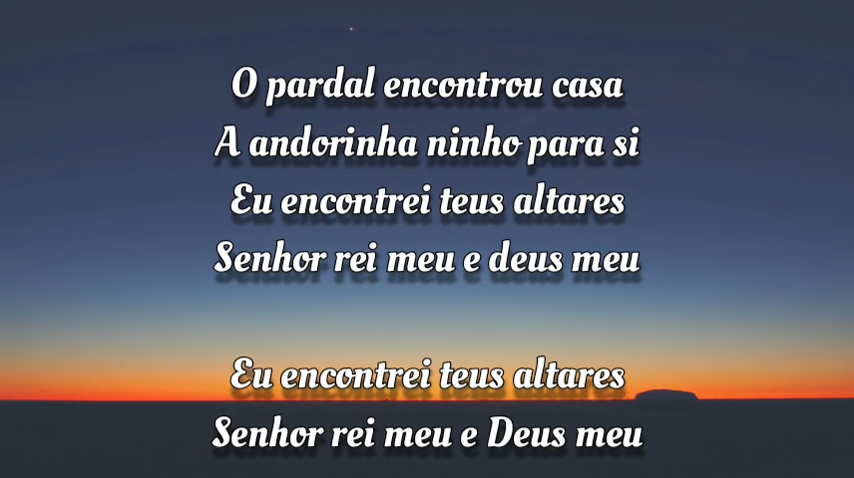 O pardal encontrou casa
A andorinha ninho para si
Eu encontrei teus altares
Senhor rei meu e deus meu
Eu encontrei teus altares
Senhor rei meu e Deus meu